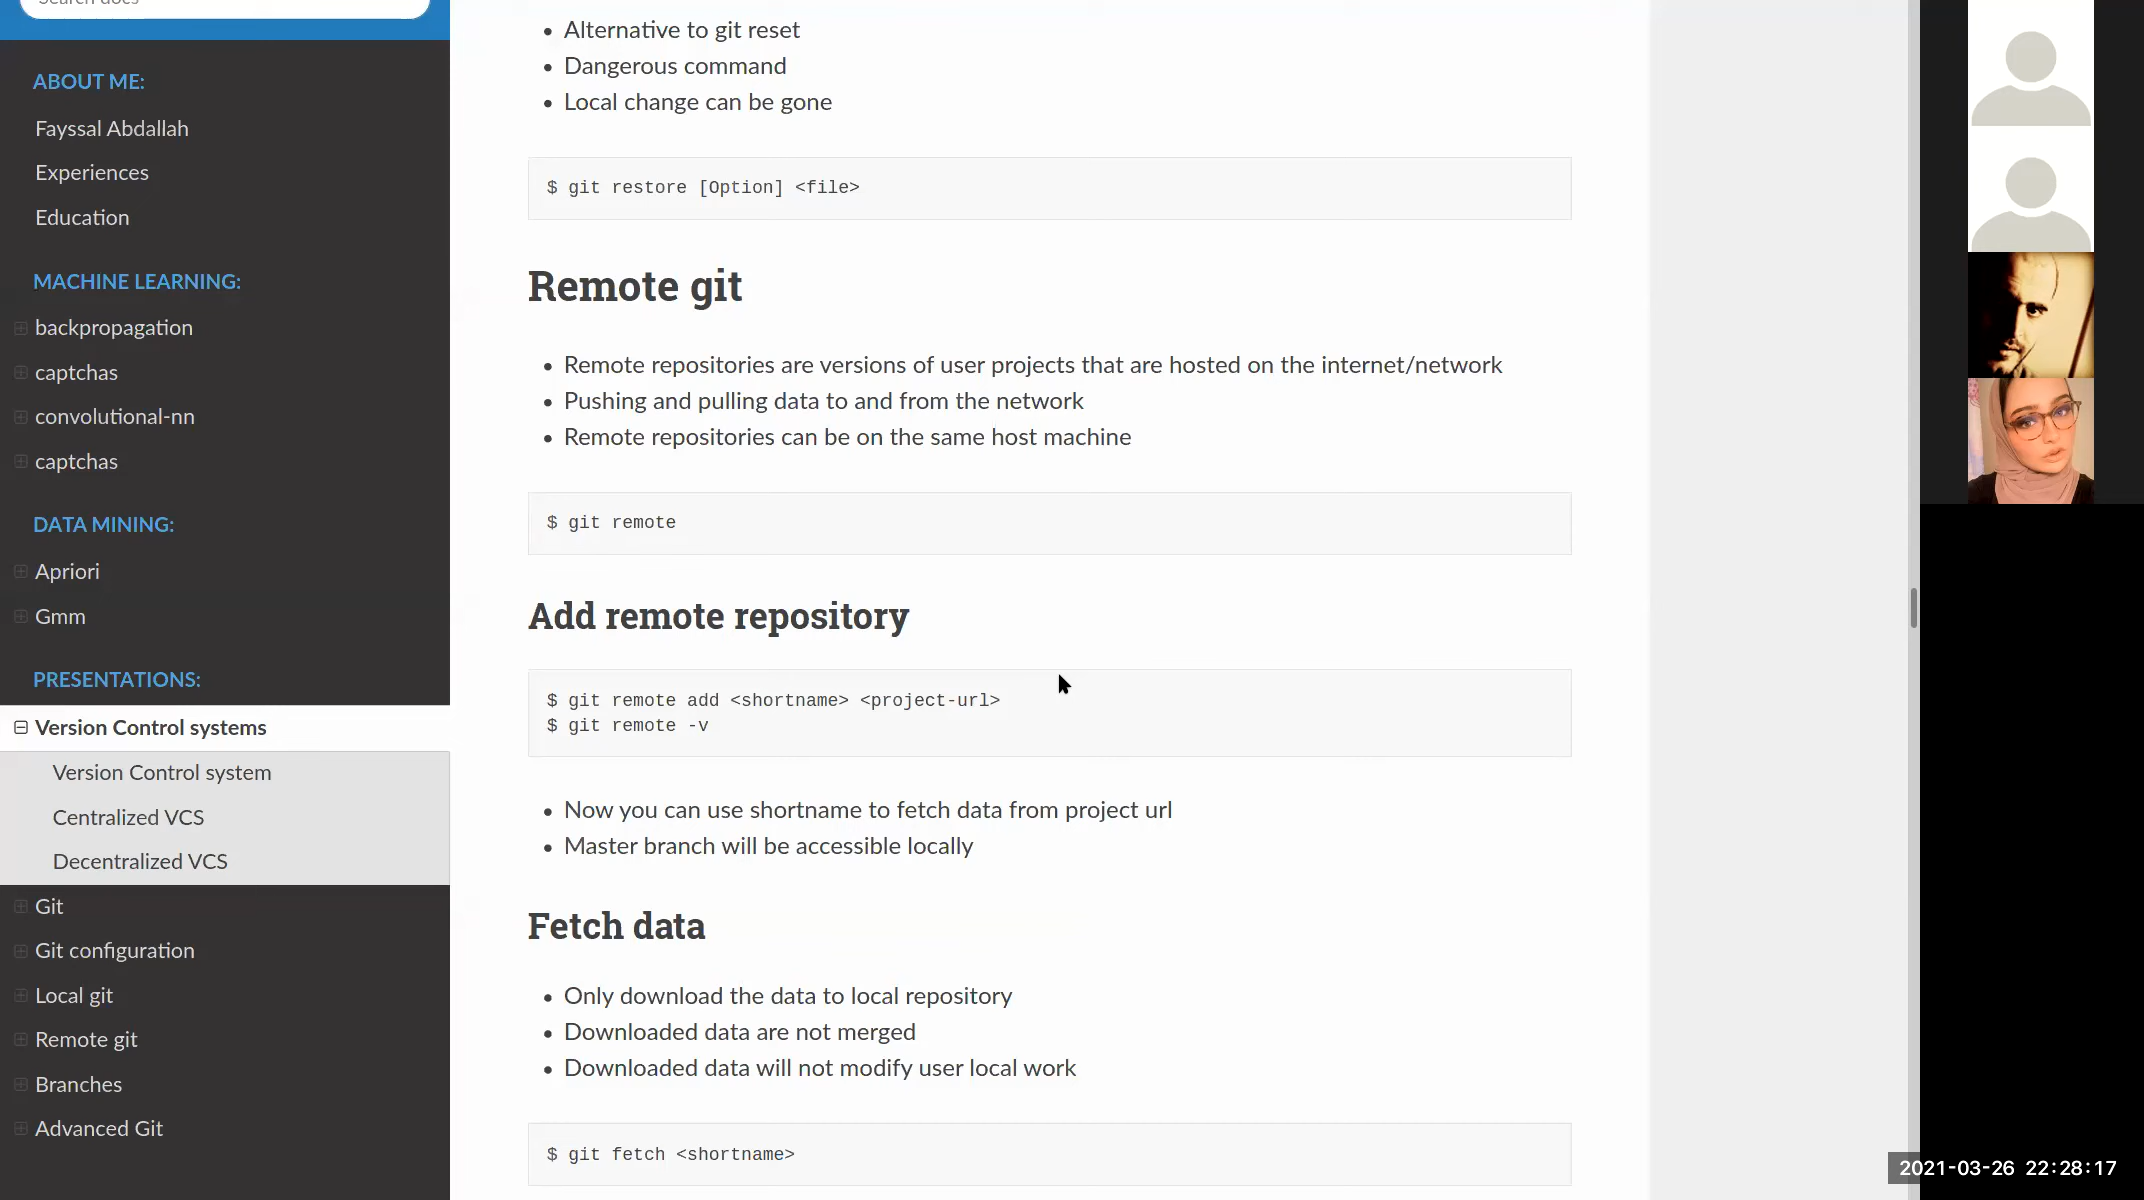 Search docs
ABOUT ME:
Fayssal Abdallah
Experiences
Education
MACHINE LEARNING:
backpropagation
captchas
convolutional-nn
captchas
DATA MINING:
Apriori
Gmm
PRESENTATIONS:
Version Control systems
Version Control system
Centralized VCS
Decentralized VCS
Git
Git configuration
Local git
Remote git
Branches
Advanced Git
• Alternative to git reset
• Dangerous command
• Local change can be gone
$ git restore [Option] <file>
Remote git
• Remote repositories are versions of user projects that are hosted on the internet/network
• Pushing and pulling data to and from the network
• Remote repositories can be on the same host machine
$ git remote
Add remote repository
$ git remote add <shortname> <project-url>
$ git remote -v
• Now you can use shortname to fetch data from project url
• Master branch will be accessible locally
Fetch data
• Only download the data to local repository
• Downloaded data are not merged
• Downloaded data will not modify user local work
$ git fetch <shortname>
2021-03-26 22:28:17